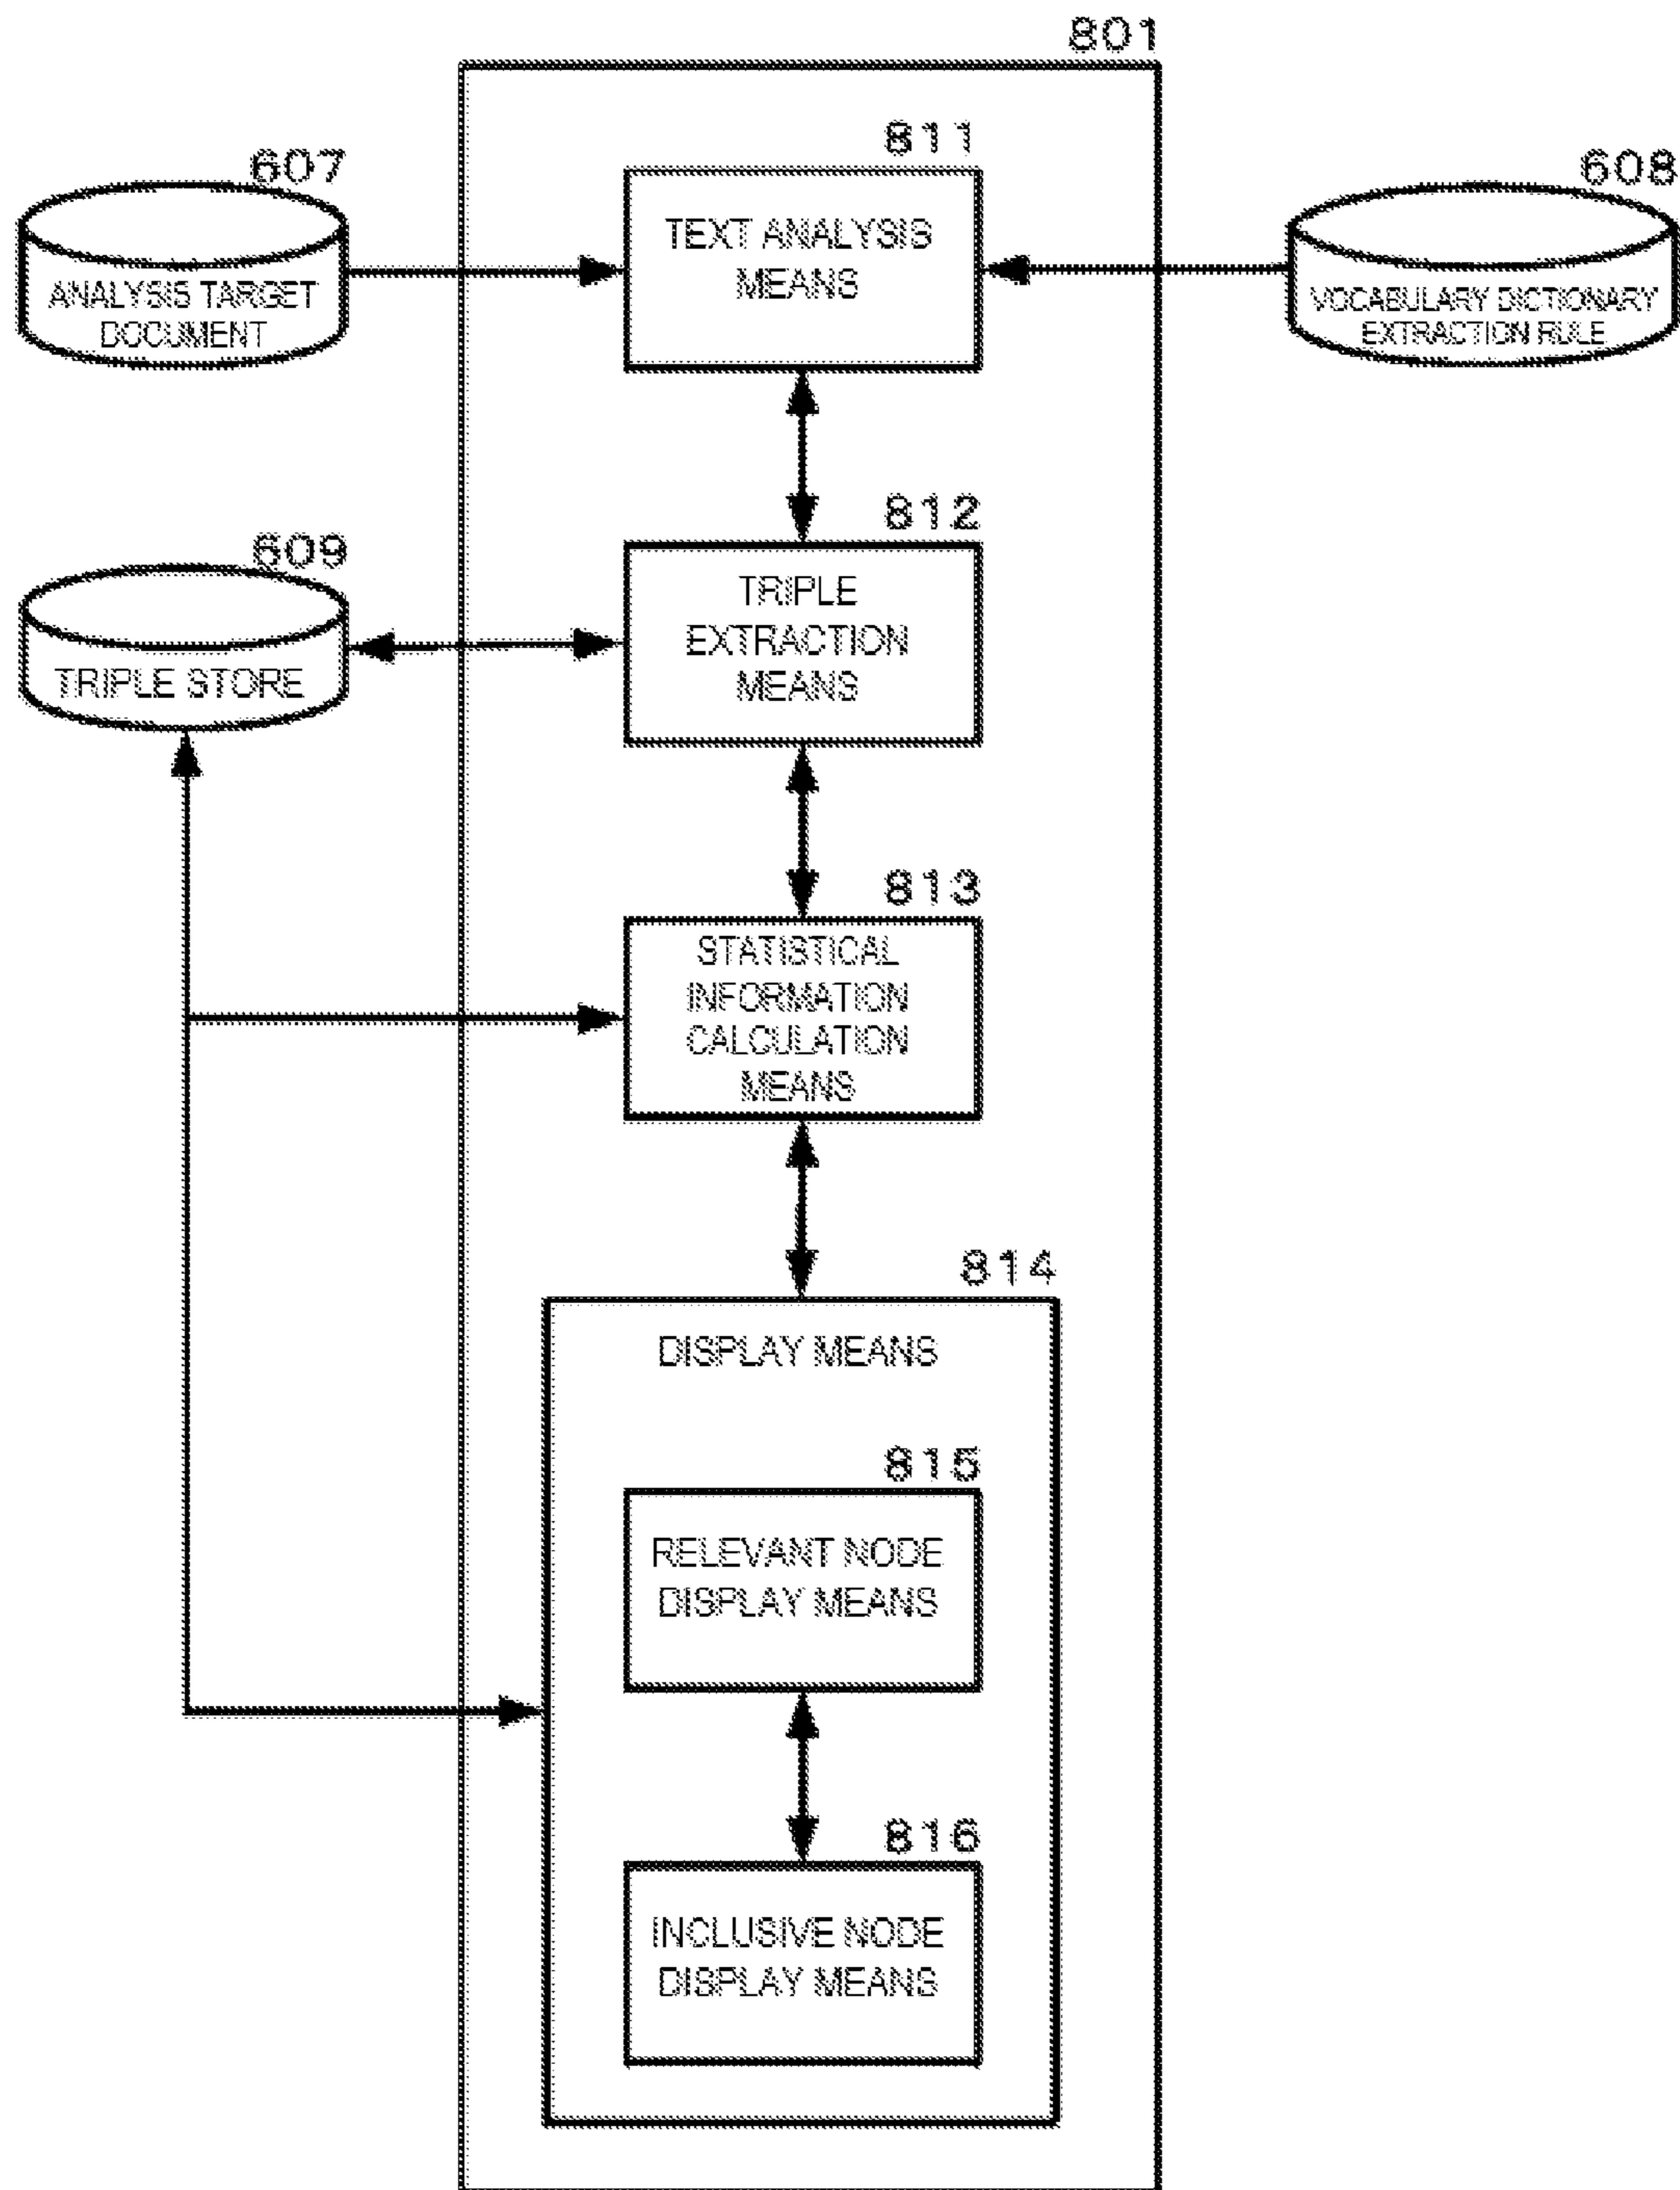 801
811
607
608
TEXT ANALYSIS
MEANS
ANALYSIS TARGET
DOCUMENT
VOCABULARY DICTIONARY
EXTRACTION RULE
812
609
TRIPLE
EXTRACTION
MEANS
TRIPLE STORE
813
STATISTICAL
INFORMATION
CALCULATION
MEANS
814
DISPLAY MEANS
815
RELEVANT NODE
DISPLAY MEANS
816
INCLUSIVE NODE
DISPLAY MEANS